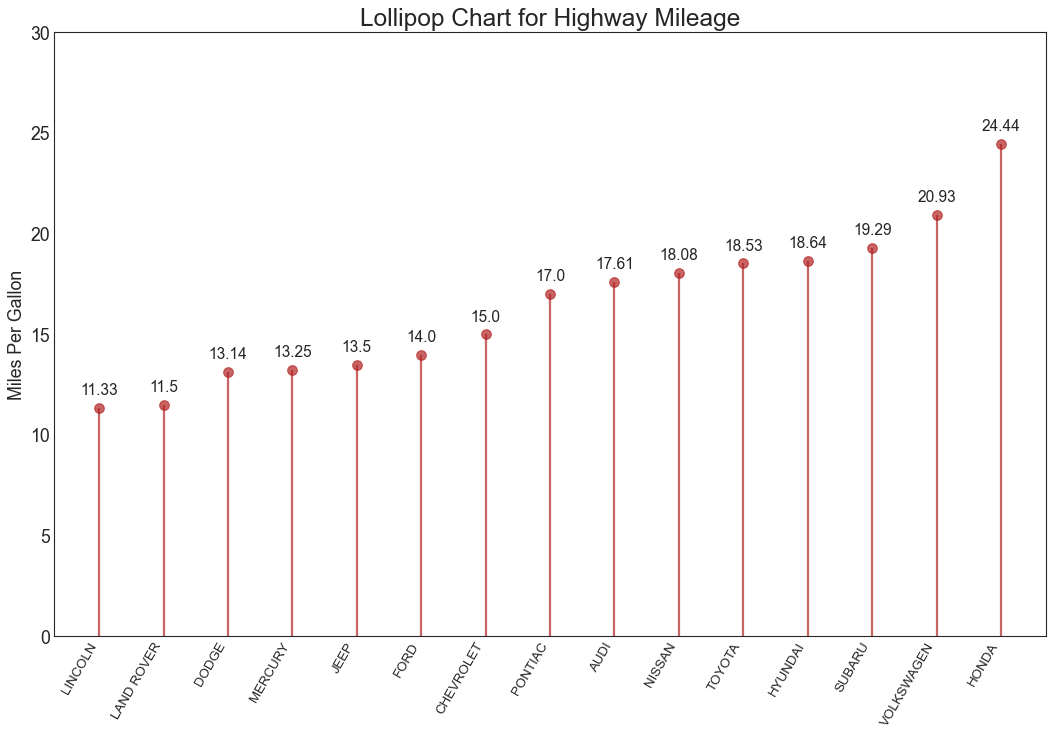 Lollipop Chart for Highway Mileage
Miles Per Gallon
30
25
20
15
10
5
0
11.33
11.5
13.14
13.25
13.5
14.0
15.0
17.0
17.61
18.08
18.53
18.64
19.29
20.93
24.44
LINCOLN
LAND ROVER
DODGE
MERCURY
JEEP
FORD
CHEVROLET
PONTIAC
AUDI
NISSAN
TOYOTA
HYUNDAI
SUBARU
VOLKSWAGEN
HONDA